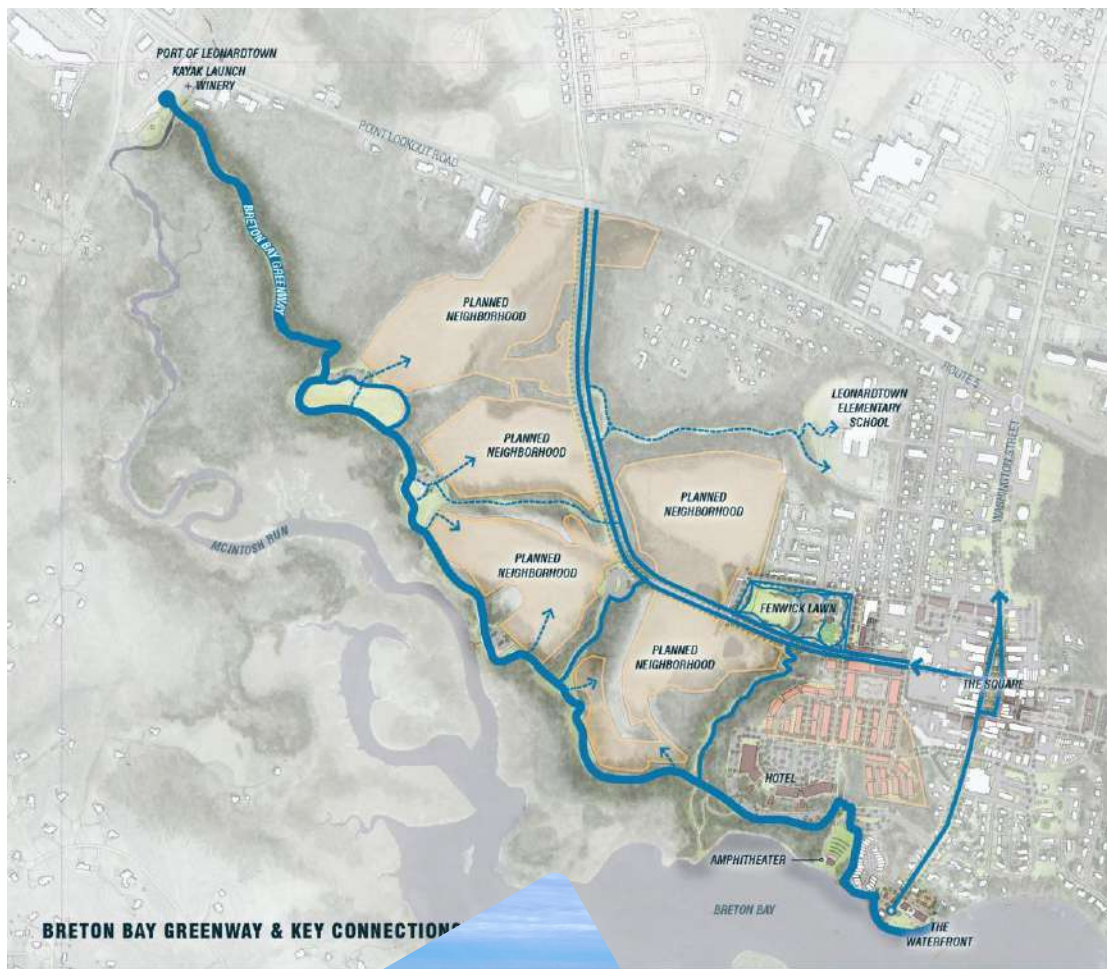 PORT OF LEONARDTOWN
KAYAK LAUNCH
+ WINERY
POINT LOOKOUT ROAD
BRETON BAY GREENWAY
PLANNED
NEIGHBORHOOD
LEONARDTOWN
ELEMENTARY
SCHOOL
ROUTE 5
PLANNED
NEIGHBORHOOD
PLANNED
NEIGHBORHOOD
WASHINGTON STREET
MCINTOSH RUN
PLANNED
NEIGHBORHOOD
FENWICK LAWN
PLANNED
NEIGHBORHOOD
THE SQUARE
HOTEL
AMPHITHEATER
BRETON BAY
THE
WATERFRONT
BRETON BAY GREENWAY & KEY CONNECTIONS